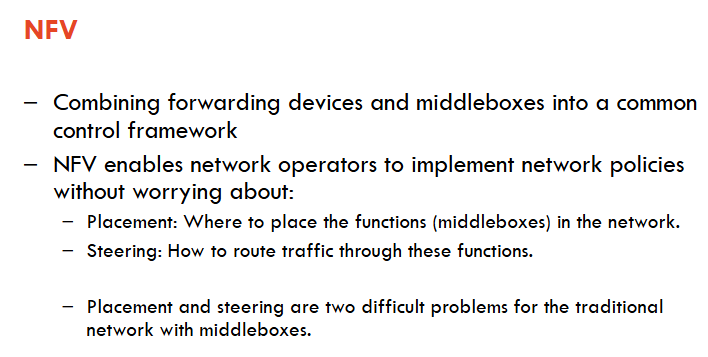 NFV
– Combining forwarding devices and middleboxes into a common
control framework
– NFV enables network operators to implement network policies
without worrying about:
– Placement: Where to place the functions (middleboxes) in the network.
– Steering: How to route traffic through these functions.
– Placement and steering are two difficult problems for the traditional
network with middleboxes.